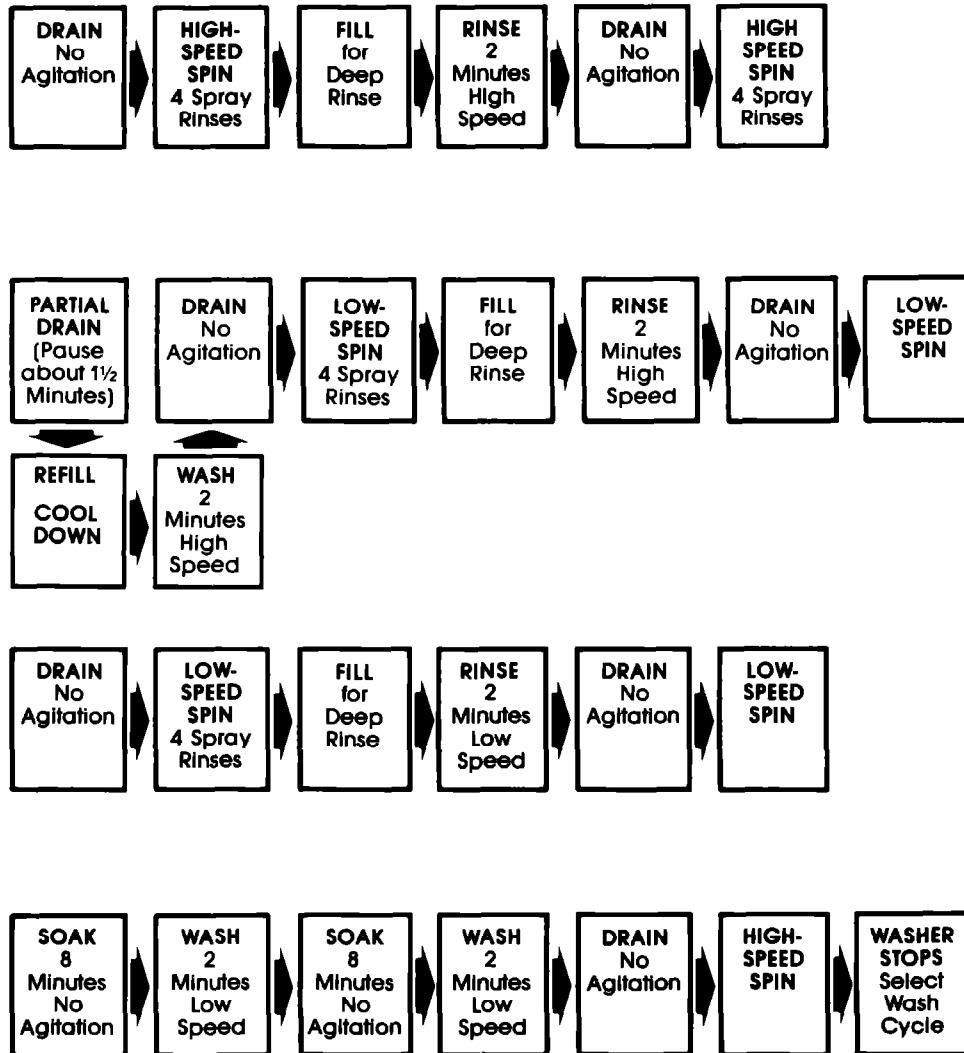 DRAIN
No
Agitation
HIGH-
SPEED
SPIN
4 Spray
Rinses
FILL
for
Deep
Rinse
RINSE
2
Minutes
High
Speed
DRAIN
No
Agitation
HIGH
SPEED
SPIN
4 Spray
Rinses
PARTIAL
DRAIN
(Pause
about 1½
Minutes)
REFILL
COOL
DOWN
WASH
2
Minutes
High
Speed
DRAIN
No
Agitation
LOW-
SPEED
SPIN
4 Spray
Rinses
FILL
for
Deep
Rinse
RINSE
2
Minutes
High
Speed
DRAIN
No
Agitation
LOW-
SPEED
SPIN
DRAIN
No
Agitation
LOW-
SPEED
SPIN
4 Spray
Rinses
FILL
for
Deep
Rinse
RINSE
2
Minutes
Low
Speed
DRAIN
No
Agitation
LOW-
SPEED
SPIN
SOAK
8
Minutes
No
Agitation
WASH
2
Minutes
Low
Speed
SOAK
8
Minutes
No
Agitation
WASH
2
Minutes
Low
Speed
DRAIN
No
Agitation
HIGH-
SPEED
SPIN
WASHER
STOPS
Select
Wash
Cycle